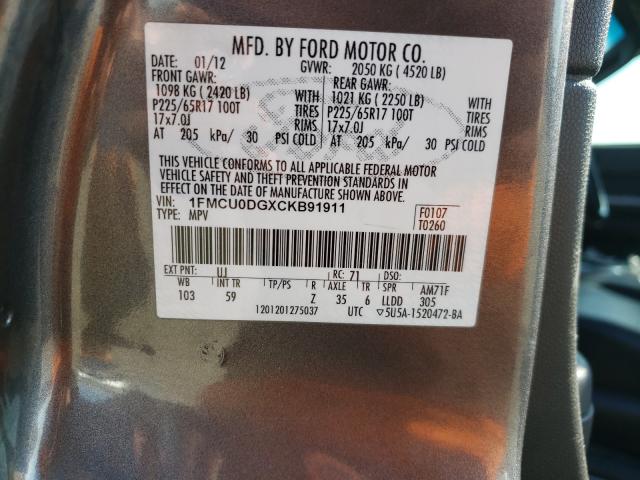 MFD. BY FORD MOTOR CO.
DATE: 01/12 GVWR: 2050 KG ( 4520 LB)
FRONT GAWR: REAR GAWR:
1098 KG ( 2420 LB) WITH 1021 KG ( 2250 LB) WITH
P225/65R17 100T TIRES P225/65R17 100T TIRES
17x7.0J RIMS 17x7.0J RIMS
AT 205 kPa/ 30 PSI COLD AT 205 kPa/ 30 PSI COLD
THIS VEHICLE CONFORMS TO ALL APPLICABLE FEDERAL MOTOR
VEHICLE SAFETY AND THEFT PREVENTION STANDARDS IN
EFFECT ON THE DATE OF MANUFACTURE SHOWN ABOVE.
VIN: 1FMCU0DGXCKB91911 F0107
TYPE: MPV T0260
EXT PNT: UJ RC: 71 DSO:
WB INT TR TP/PS R AXLE TR SPR AM71F
103 59 Z 35 6 LLDD 305
1201201275037 UTC ▽5U5A-1520472-BA